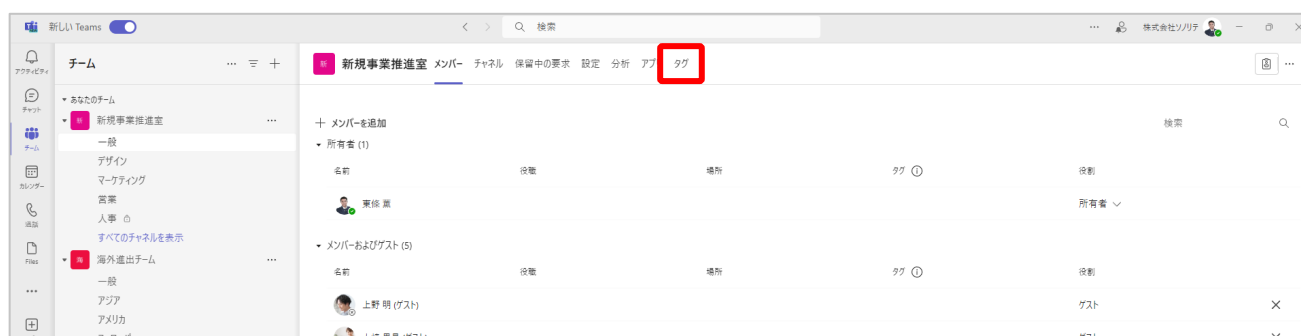 新しい Teams
検索
株式会社ソノリテ
アクティビティ
チャット
チーム
カレンダー
通話
Files
チーム
あなたのチーム
新 新規事業推進室
一般
デザイン
マーケティング
営業
人事
すべてのチャネルを表示
海 海外進出チーム
一般
アジア
アメリカ
新 新規事業推進室 メンバー チャネル 保留中の要求 設定 分析 アプ タグ
メンバーを追加
検索
所有者 (1)
名前 役職 場所 タグ 役割
東條 薫 所有者
メンバーおよびゲスト (5)
名前 役職 場所 タグ 役割
上野 明 (ゲスト) ゲスト